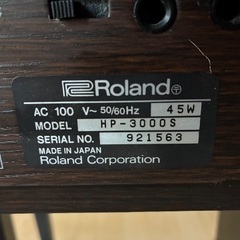 Roland
AC 100 V~ 50/60Hz 45W
MODEL HP-3000S
SERIAL NO. 921563
MADE IN JAPAN
Roland Corporation